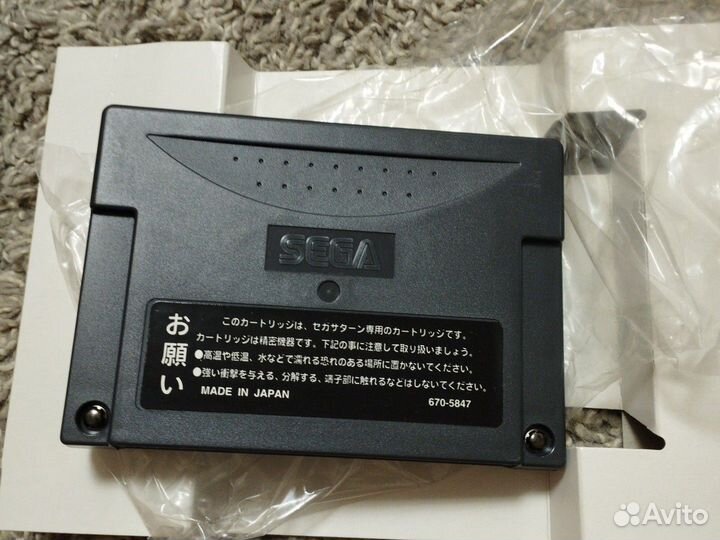 SEGA
お願い
このカートリッジは、セガサターン専用のカートリッジです。
カートリッジは精密機器です。下記の事に注意して取り扱いましょう。
●高温や低温、水などで濡れる恐れのある場所に置かないでください。
●強い衝撃を与える、分解する、端子部に触れるなどはしないでください。
MADE IN JAPAN
670-5847
Avito